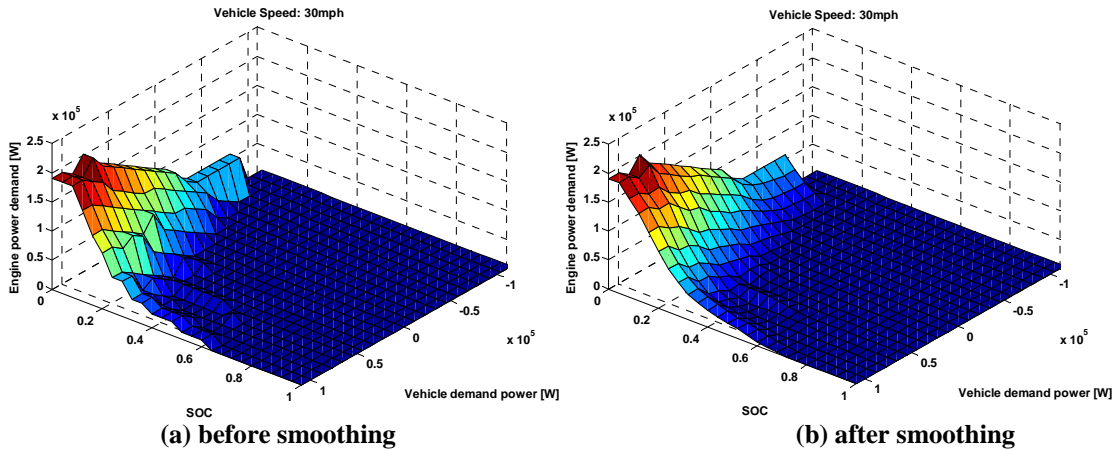 Vehicle Speed: 30mph
x 10^5
2.5
2
1.5
1
0.5
0
Engine power demand [W]
0
0.2
0.4
0.6
0.8
1
SOC
-1
-0.5
0
0.5
1
x 10^5
Vehicle demand power [W]
(a) before smoothing
Vehicle Speed: 30mph
x 10^5
2.5
2
1.5
1
0.5
0
Engine power demand [W]
0
0.2
0.4
0.6
0.8
1
SOC
-1
-0.5
0
0.5
1
x 10^5
Vehicle demand power [W]
(b) after smoothing